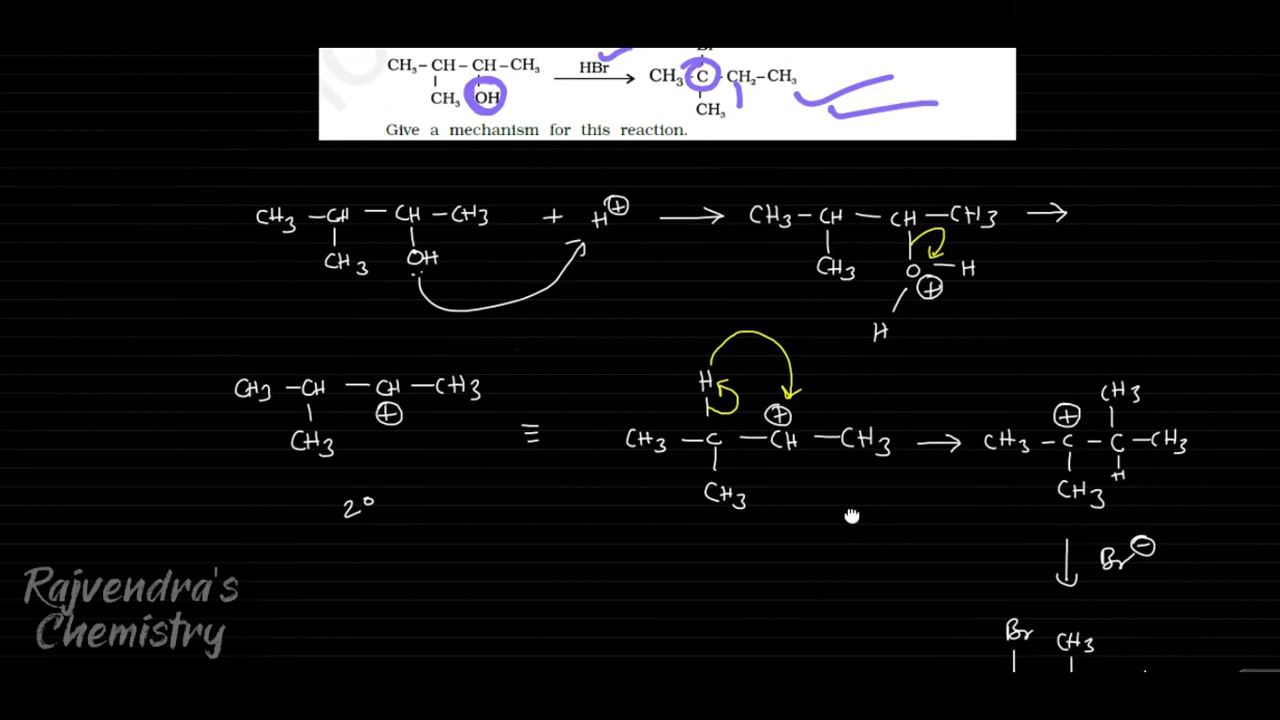 Br
CH₃–CH–CH–CH₃ HBr CH₃ C CH₂–CH₃
CH₃ OH CH₃
Give a mechanism for this reaction.
CH3 – CH – CH – CH3 + H⊕ → CH3 – CH – CH – CH3 →
CH3 OH CH3 O – H
⊕
H
CH3 – CH – CH – CH3
⊕
CH3
2°
≡
H
⊕
CH3 – C – CH – CH3 →
CH3
CH3
⊕
CH3 – C – C – CH3
CH3 H
↓ Br⊖
Br CH3
Rajvendra's
Chemistry